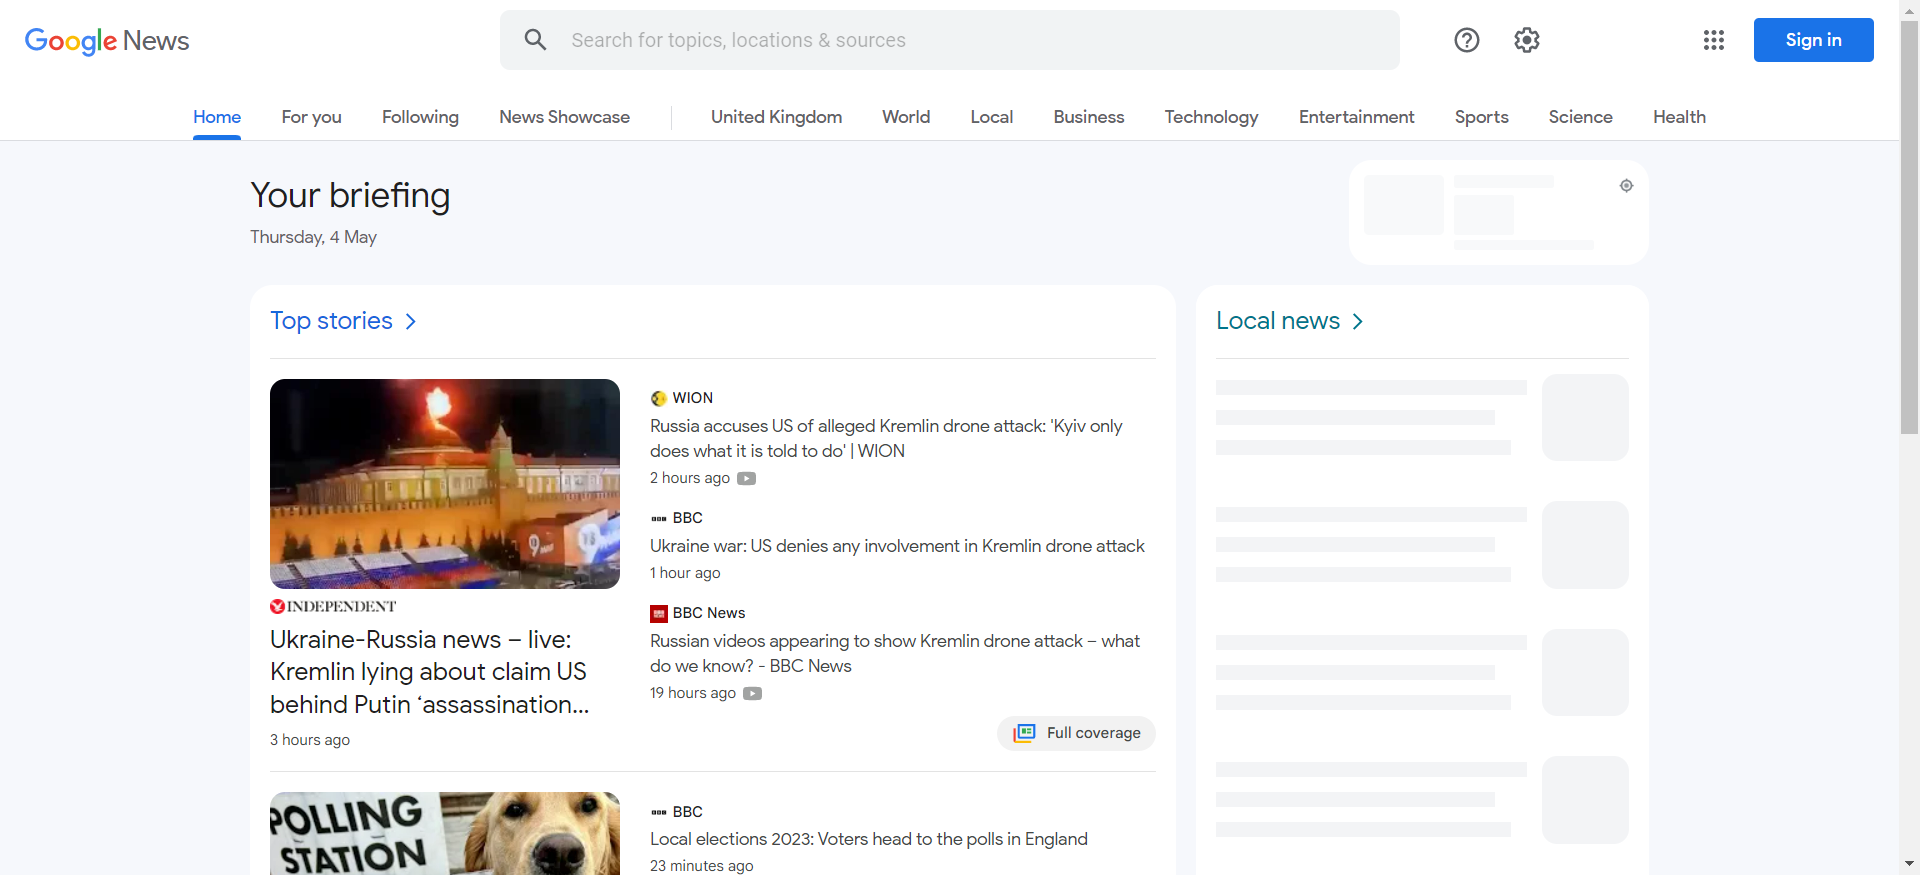 Google News
Search for topics, locations & sources
Sign in
Home
For you
Following
News Showcase
United Kingdom
World
Local
Business
Technology
Entertainment
Sports
Science
Health
Your briefing
Thursday, 4 May
Top stories
INDEPENDENT
Ukraine-Russia news – live:
Kremlin lying about claim US
behind Putin ‘assassination...
3 hours ago
WION
Russia accuses US of alleged Kremlin drone attack: 'Kyiv only
does what it is told to do' | WION
2 hours ago
BBC
Ukraine war: US denies any involvement in Kremlin drone attack
1 hour ago
BBC News
Russian videos appearing to show Kremlin drone attack – what
do we know? - BBC News
19 hours ago
Full coverage
POLLING
STATION
BBC
Local elections 2023: Voters head to the polls in England
23 minutes ago
Local news